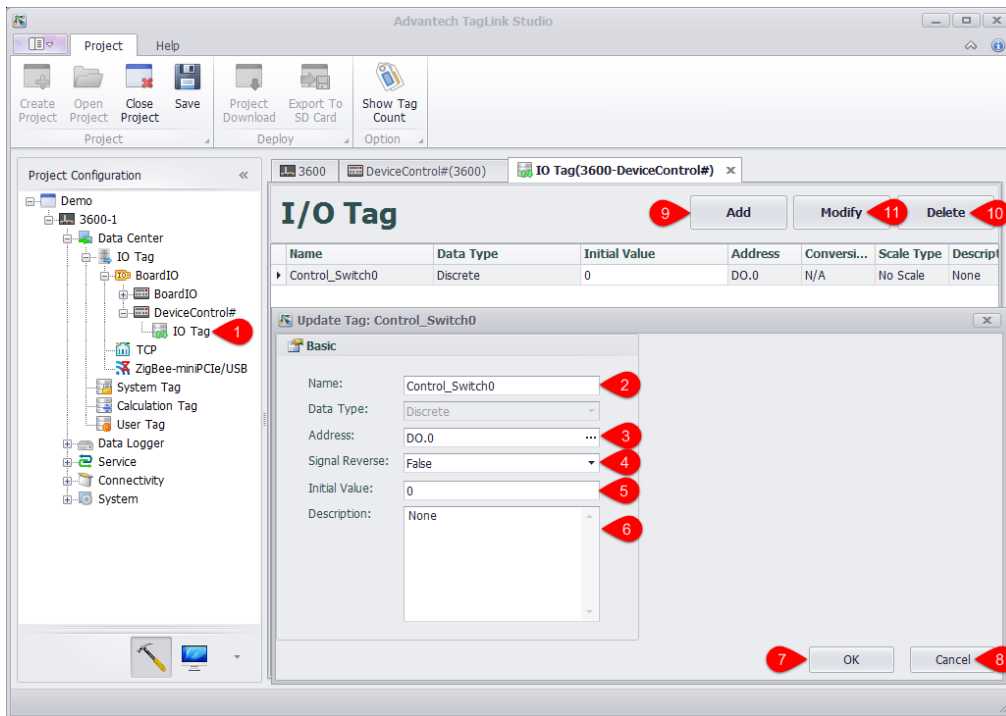 Advantech TagLink Studio
Project Help
Create Project
Open Project
Close Project
Save
Project Download
Export To SD Card
Show Tag Count
Project
Deploy
Option
Project Configuration
Demo
3600-1
Data Center
IO Tag
BoardIO
BoardIO
DeviceControl#
IO Tag
1
TCP
ZigBee-miniPCIe/USB
System Tag
Calculation Tag
User Tag
Data Logger
Service
Connectivity
System
3600 DeviceControl#(3600) IO Tag(3600-DeviceControl#)
I/O Tag
9 Add Modify 11 Delete 10
Name Data Type Initial Value Address Conversi... Scale Type Descript
Control_Switch0 Discrete 0 DO.0 N/A No Scale None
Update Tag: Control_Switch0
Basic
Name: Control_Switch0 2
Data Type: Discrete
Address: DO.0 ... 3
Signal Reverse: False 4
Initial Value: 0 5
Description: None 6
7 OK Cancel 8